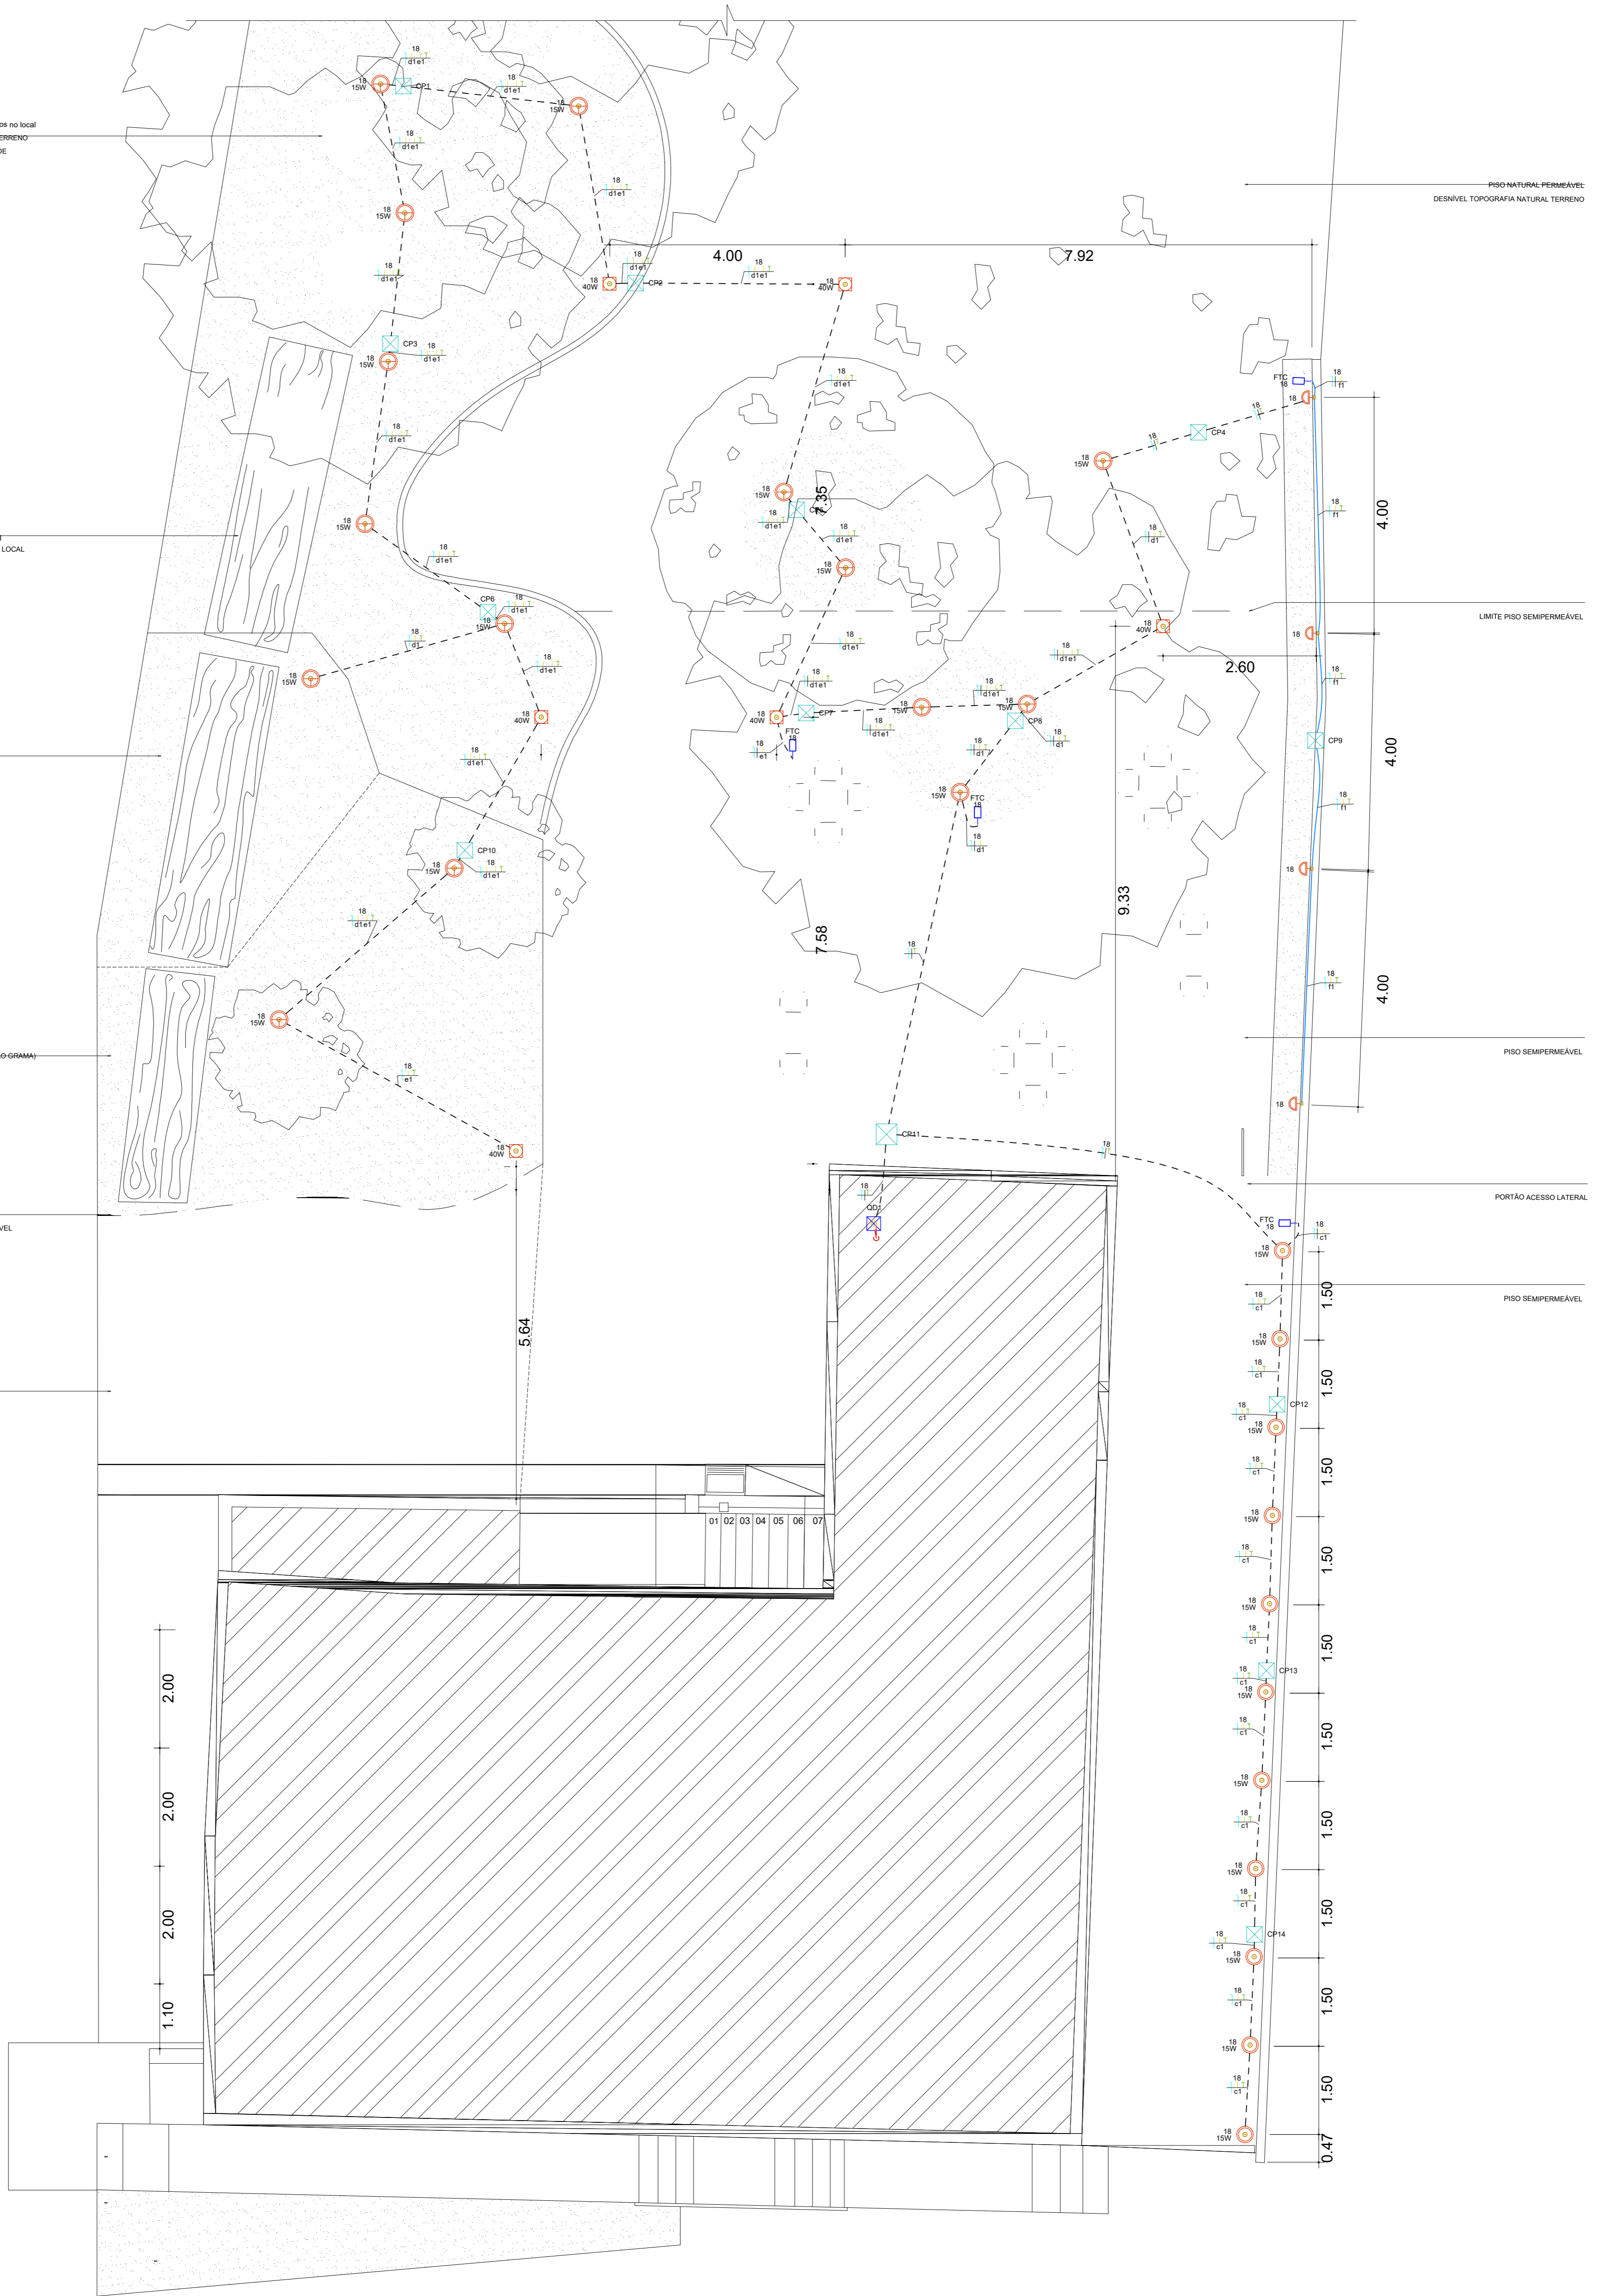 18
d1e1
18
15W
CP1
18
d1e1
18
15W
os no local
ERRENO
DE
18
d1e1
18
d1e1
PISO NATURAL PERMEÁVEL
DESNÍVEL TOPOGRAFIA NATURAL TERRENO
18
15W
4.00
7.92
18
d1e1
18
d1e1
18
d1e1
18
40W
CP2
18
40W
CP3
18
d1e1
18
15W
18
d1e1
FTC
18
18
f1
18
18
18
d1e1
CP4
18
18
15W
18
15W
7.35
18
d1e1
18
d1e1
18
f1
4.00
18
15W
LOCAL
18
d1
18
d1e1
18
15W
CP6
18
d1e1
18
15W
LIMITE PISO SEMIPERMEÁVEL
18
40W
18
18
d1
18
d1e1
18
d1e1
2.60
18
d1e1
18
15W
18
d1e1
18
f1
18
d1e1
18
15W
18
15W
18
40W
18
40W
CP7
18
d1e1
CP8
18
d1
CP9
FTC
18
18
e1
18
d1
4.00
18
d1e1
18
15W
FTC
18
18
f1
18
d1
CP10
18
15W
18
d1e1
18
9.33
18
d1e1
7.58
18
18
f1
4.00
18
15W
O GRAMA)
PISO SEMIPERMEÁVEL
18
e1
18
CP11
18
18
40W
18
PORTÃO ACESSO LATERAL
QD1
VEL
FTC
18
18
c1
18
15W
PISO SEMIPERMEÁVEL
18
c1
1.50
5.64
18
15W
18
c1
1.50
CP12
18
c1
18
15W
18
c1
1.50
01 02 03 04 05 06 07
18
15W
18
c1
1.50
18
15W
18
c1
1.50
2.00
CP13
18
c1
18
15W
18
c1
1.50
18
15W
2.00
18
c1
1.50
18
15W
18
c1
1.50
2.00
CP14
18
c1
18
15W
18
c1
1.50
1.10
18
15W
18
c1
1.50
18
15W
0.47